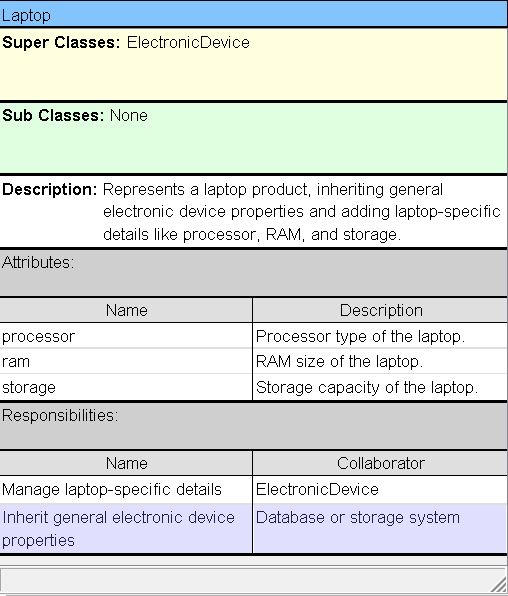 Laptop
Super Classes: ElectronicDevice
Sub Classes: None
Description: Represents a laptop product, inheriting general
electronic device properties and adding laptop-specific
details like processor, RAM, and storage.
Attributes:
Name Description
processor Processor type of the laptop.
ram RAM size of the laptop.
storage Storage capacity of the laptop.
Responsibilities:
Name Collaborator
Manage laptop-specific details ElectronicDevice
Inherit general electronic device Database or storage system
properties